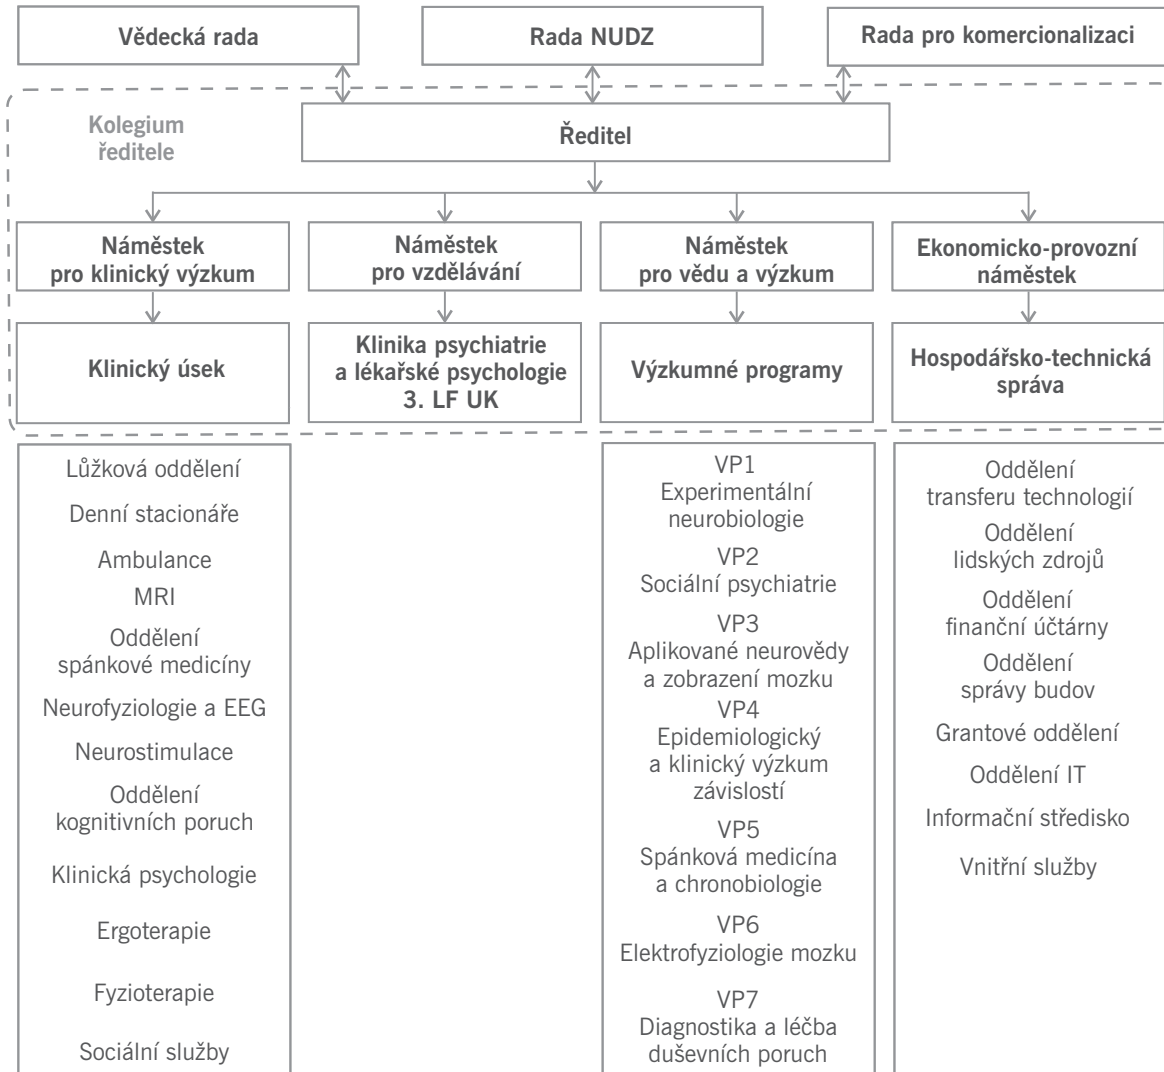 Vědecká rada
Rada NUDZ
Rada pro komercionalizaci
Kolegium
ředitele
Ředitel
Náměstek
pro klinický výzkum
Náměstek
pro vzdělávání
Náměstek
pro vědu a výzkum
Ekonomicko-provozní
náměstek
Klinický úsek
Klinika psychiatrie
a lékařské psychologie
3. LF UK
Výzkumné programy
Hospodářsko-technická
správa
Lůžková oddělení
Denní stacionáře
Ambulance
MRI
Oddělení
spánkové medicíny
Neurofyziologie a EEG
Neurostimulace
Oddělení
kognitivních poruch
Klinická psychologie
Ergoterapie
Fyzioterapie
Sociální služby
VP1
Experimentální
neurobiologie
VP2
Sociální psychiatrie
VP3
Aplikované neurovědy
a zobrazení mozku
VP4
Epidemiologický
a klinický výzkum
závislostí
VP5
Spánková medicína
a chronobiologie
VP6
Elektrofyziologie mozku
VP7
Diagnostika a léčba
duševních poruch
Oddělení
transferu technologií
Oddělení
lidských zdrojů
Oddělení
finanční účtárny
Oddělení
správy budov
Grantové oddělení
Oddělení IT
Informační středisko
Vnitřní služby